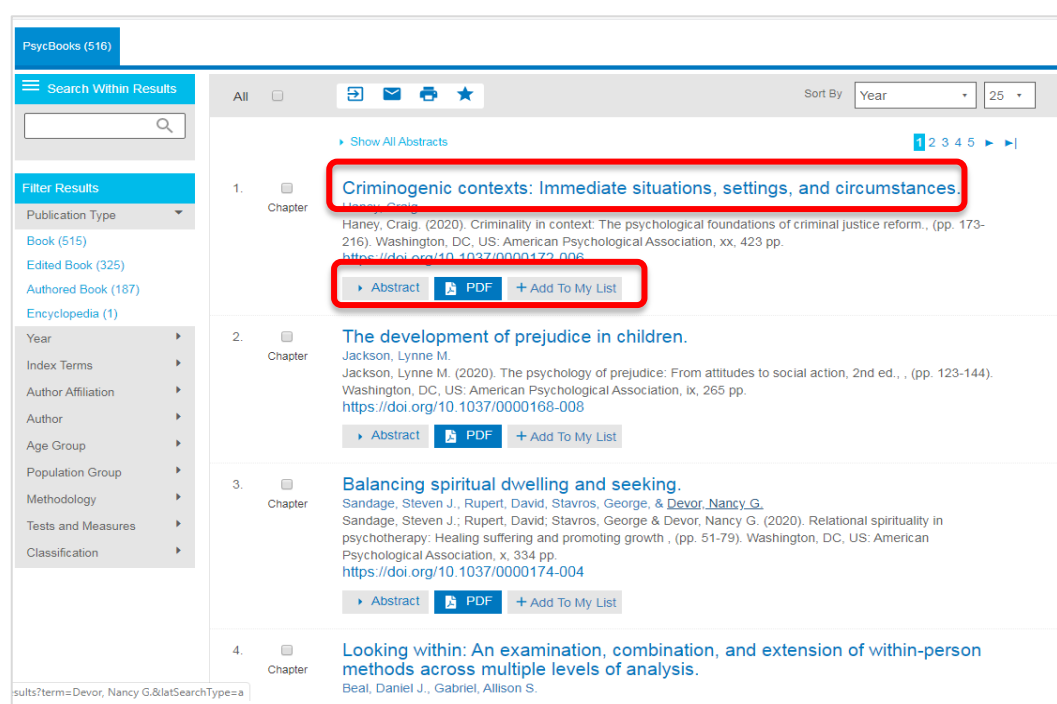 PsycBooks (516)
Search Within Results
All
Sort By Year 25
Show All Abstracts
1 2 3 4 5
Filter Results
Publication Type
Book (515)
Edited Book (325)
Authored Book (187)
Encyclopedia (1)
Year
Index Terms
Author Affiliation
Author
Age Group
Population Group
Methodology
Tests and Measures
Classification
1. Criminogenic contexts: Immediate situations, settings, and circumstances.
Chapter
Haney, Craig
Haney, Craig. (2020). Criminality in context: The psychological foundations of criminal justice reform., (pp. 173-
216). Washington, DC, US: American Psychological Association, xx, 423 pp.
https://doi.org/10.1037/0000172-006
Abstract PDF + Add To My List
2. The development of prejudice in children.
Chapter
Jackson, Lynne M.
Jackson, Lynne M. (2020). The psychology of prejudice: From attitudes to social action, 2nd ed., , (pp. 123-144).
Washington, DC, US: American Psychological Association, ix, 265 pp.
https://doi.org/10.1037/0000168-008
Abstract PDF + Add To My List
3. Balancing spiritual dwelling and seeking.
Chapter
Sandage, Steven J., Rupert, David, Stavros, George, & Devor, Nancy G.
Sandage, Steven J.; Rupert, David; Stavros, George & Devor, Nancy G. (2020). Relational spirituality in
psychotherapy: Healing suffering and promoting growth , (pp. 51-79). Washington, DC, US: American
Psychological Association, x, 334 pp.
https://doi.org/10.1037/0000174-004
Abstract PDF + Add To My List
4. Looking within: An examination, combination, and extension of within-person
Chapter
methods across multiple levels of analysis.
Beal, Daniel J., Gabriel, Allison S.
sults?term=Devor, Nancy G.&latSearchType=a